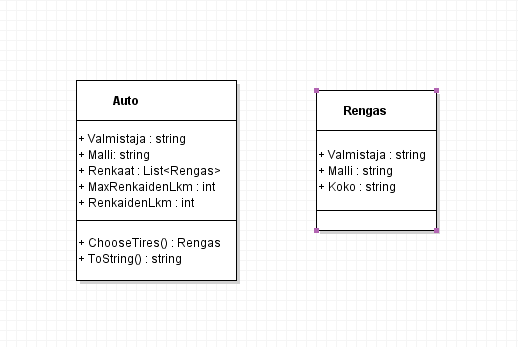 Auto
+ Valmistaja : string
+ Malli: string
+ Renkaat : List<Rengas>
+ MaxRenkaidenLkm : int
+ RenkaidenLkm : int
+ ChooseTires() : Rengas
+ ToString() : string
Rengas
+ Valmistaja : string
+ Malli : string
+ Koko : string